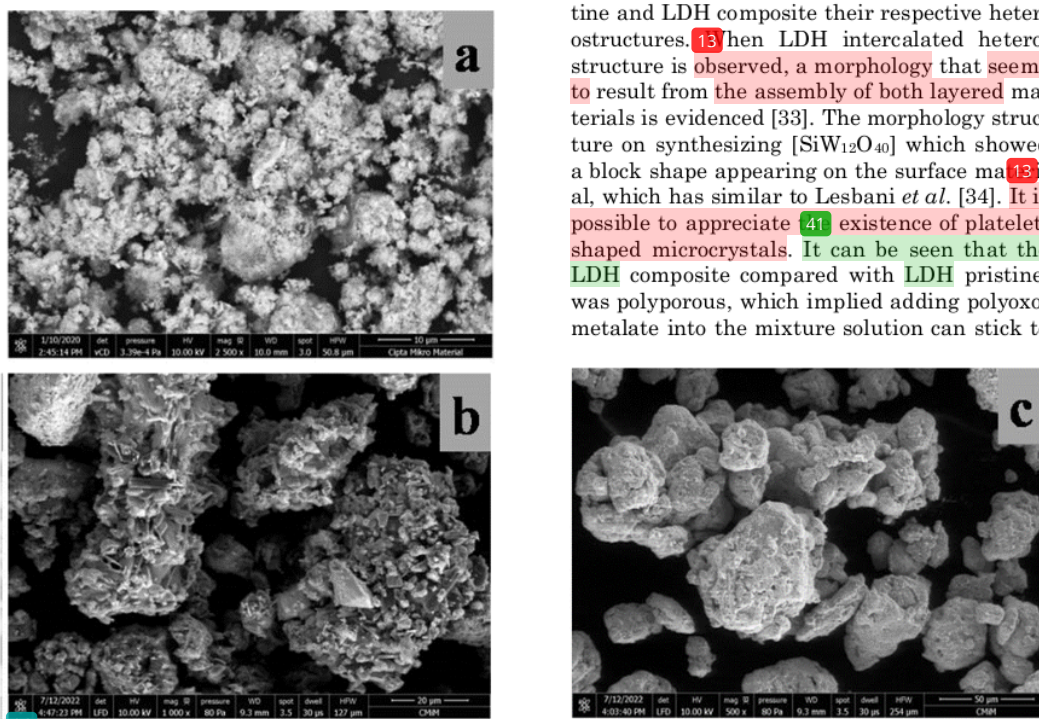 a
1/10/2020 det pressure HV mag WD spot HFW 10 µm
2:45:14 PM vCD 3.39e-4 Pa 10.00 kV 2 500 x 10.0 mm 3.0 50.8 µm Cipta Mikro Material
tine and LDH composite their respective heter
ostructures. 13 hen LDH intercalated hetero
structure is observed, a morphology that seem
to result from the assembly of both layered ma
terials is evidenced [33]. The morphology struc
ture on synthesizing [SiW12O40] which showe
a block shape appearing on the surface ma 13
al, which has similar to Lesbani et al. [34]. It i
possible to appreciate 41 existence of platelet
shaped microcrystals. It can be seen that th
LDH composite compared with LDH pristine
was polyporous, which implied adding polyoxo
metalate into the mixture solution can stick t
b
7/12/2022 det HV mag pressure WD spot dwell HFW 20 µm
4:47:23 PM LFD 10.00 kV 1 000 x 80 Pa 9.3 mm 3.5 30 µs 127 µm CMiM
c
7/12/2022 det HV mag pressure WD spot dwell HFW 50 µm
4:03:40 PM LFD 10.00 kV 500 x 80 Pa 9.3 mm 3.5 30 µs 254 µm CMiM